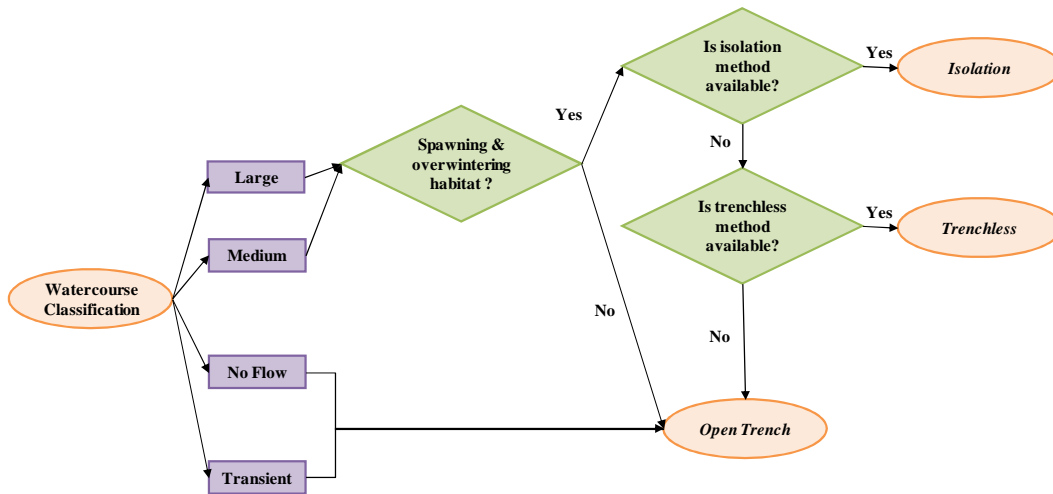 Watercourse
Classification
Large
Medium
No Flow
Transient
Spawning &
overwintering
habitat ?
Yes
No
Is isolation
method
available?
Yes
Isolation
No
Is trenchless
method
available?
Yes
Trenchless
No
Open Trench